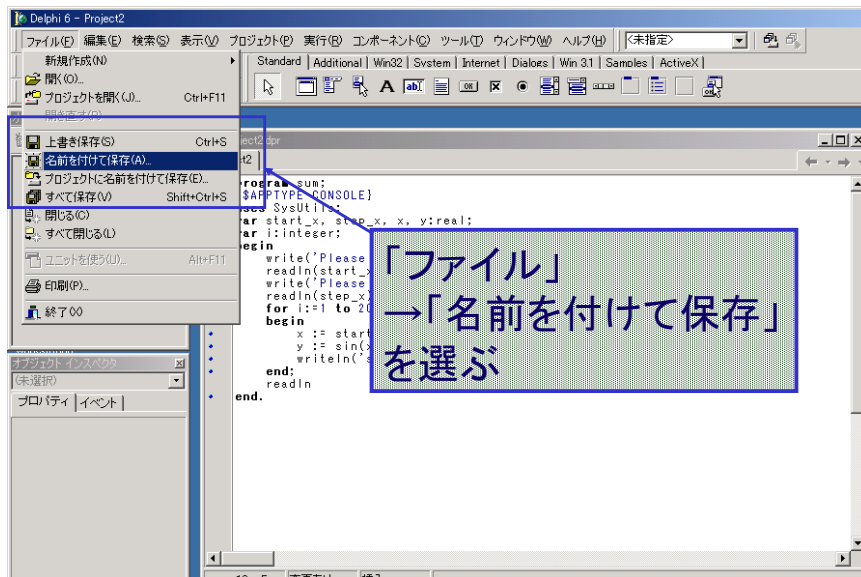 Delphi 6 - Project2
ファイル(F) 編集(E) 検索(S) 表示(V) プロジェクト(P) 実行(R) コンポーネント(C) ツール(T) ウィンドウ(W) ヘルプ(H) <未指定>
Standard Additional Win32 System Internet Dialogs Win 3.1 Samples ActiveX
新規作成(N)
開く(O)...
プロジェクトを開く(J)... Ctrl+F11
開き直す(R)
上書き保存(S) Ctrl+S
名前を付けて保存(A)...
プロジェクトに名前を付けて保存(E)...
すべて保存(V) Shift+Ctrl+S
閉じる(C)
すべて閉じる(L)
ユニットを使う(U)... Alt+F11
印刷(P)...
終了(X)
program sum;
$APPTYPE CONSOLE}
SysUtils;
var start_x, step_x, x, y:real;
var i:integer;
begin
write('Please
readln(start_x
write('Please
readln(step_x)
for i:=1 to 20
begin
x := start
y := sin(x
writeln('s
end;
readln
end.
「ファイル」
→「名前を付けて保存」
を選ぶ
オブジェクト インスペクタ
(未選択)
プロパティ イベント